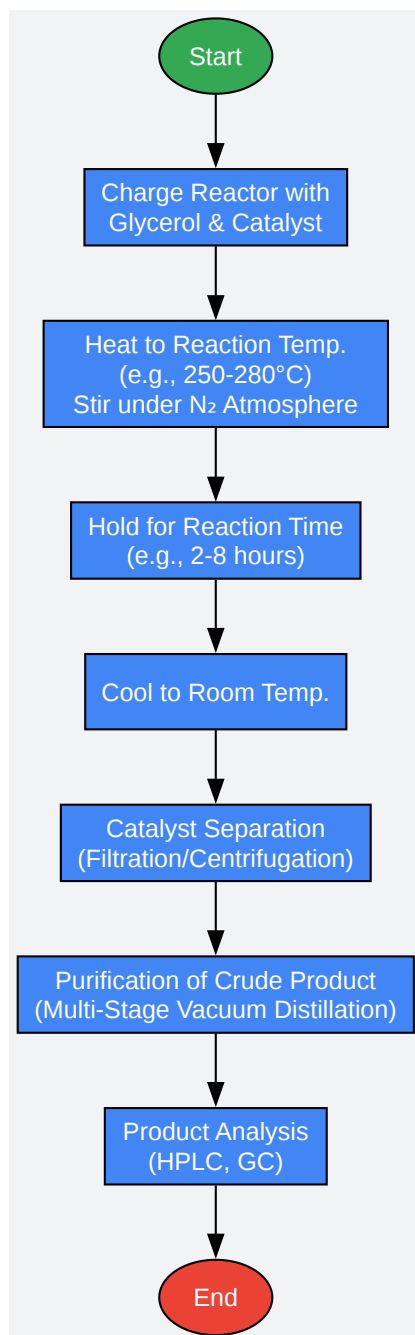 Start
Charge Reactor with
Glycerol & Catalyst
Heat to Reaction Temp.
(e.g., 250-280°C)
Stir under N₂ Atmosphere
Hold for Reaction Time
(e.g., 2-8 hours)
Cool to Room Temp.
Catalyst Separation
(Filtration/Centrifugation)
Purification of Crude Product
(Multi-Stage Vacuum Distillation)
Product Analysis
(HPLC, GC)
End